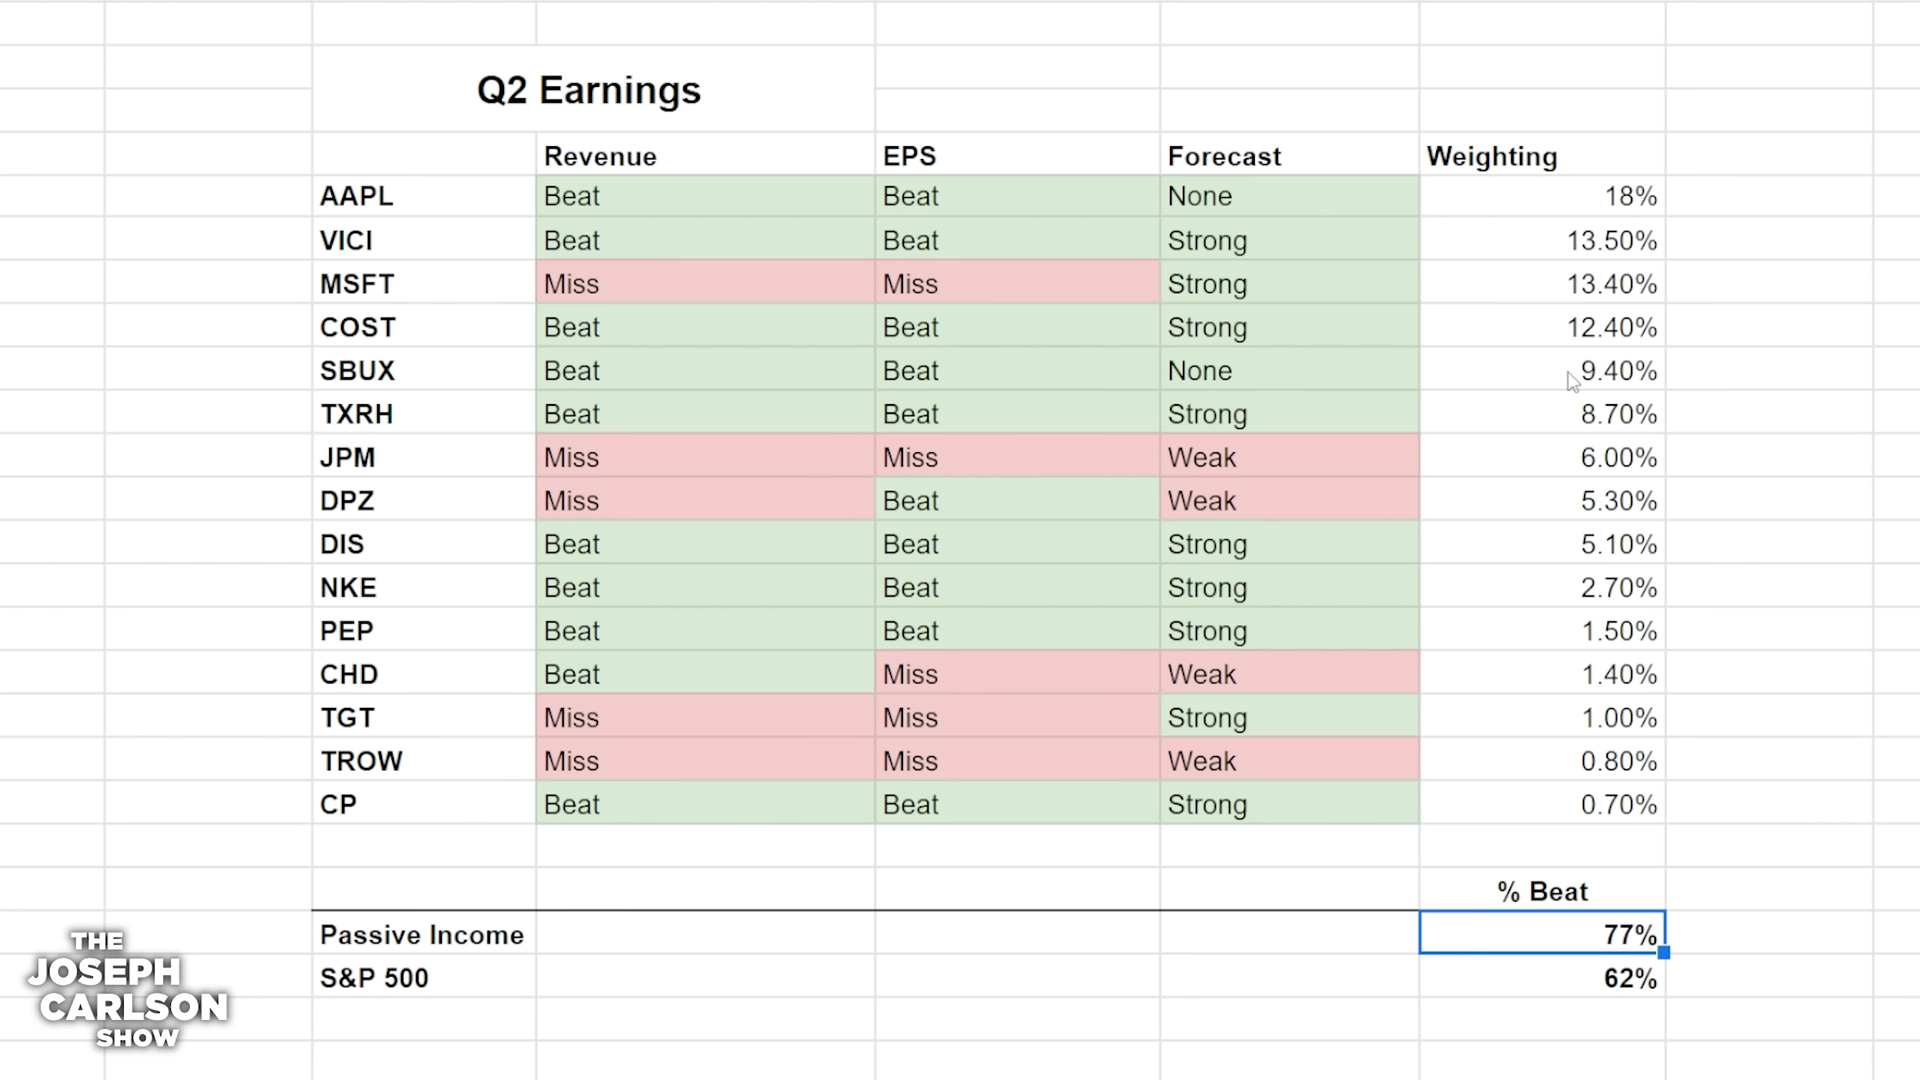 Q2 Earnings
Revenue EPS Forecast Weighting
AAPL Beat Beat None 18%
VICI Beat Beat Strong 13.50%
MSFT Miss Miss Strong 13.40%
COST Beat Beat Strong 12.40%
SBUX Beat Beat None 9.40%
TXRH Beat Beat Strong 8.70%
JPM Miss Miss Weak 6.00%
DPZ Miss Beat Weak 5.30%
DIS Beat Beat Strong 5.10%
NKE Beat Beat Strong 2.70%
PEP Beat Beat Strong 1.50%
CHD Beat Miss Weak 1.40%
TGT Miss Miss Strong 1.00%
TROW Miss Miss Weak 0.80%
CP Beat Beat Strong 0.70%
% Beat
Passive Income 77%
S&P 500 62%
THE
JOSEPH
CARLSON
SHOW